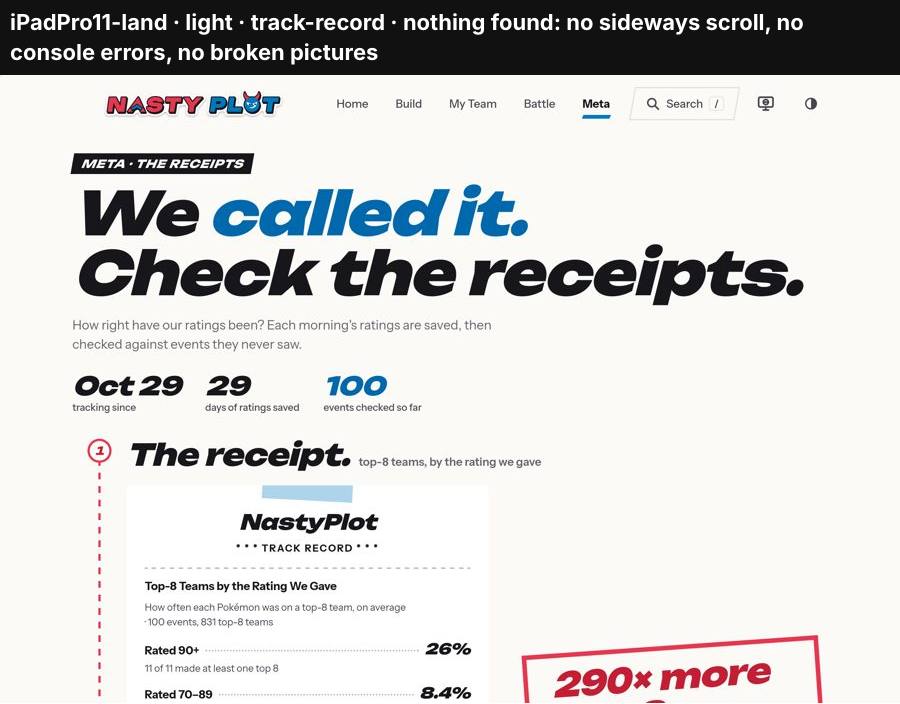 iPadPro11-land · light · track-record · nothing found: no sideways scroll, no
console errors, no broken pictures
NASTY PLOT
Home Build My Team Battle Meta Search /
META · THE RECEIPTS
We called it.
Check the receipts.
How right have our ratings been? Each morning's ratings are saved, then
checked against events they never saw.
Oct 29 29 100
tracking since days of ratings saved events checked so far
1 The receipt. top-8 teams, by the rating we gave
NastyPlot
* * * TRACK RECORD * * *
Top-8 Teams by the Rating We Gave
How often each Pokémon was on a top-8 team, on average
· 100 events, 831 top-8 teams
Rated 90+ 26%
11 of 11 made at least one top 8
290× more
Rated 70–89 8.4%